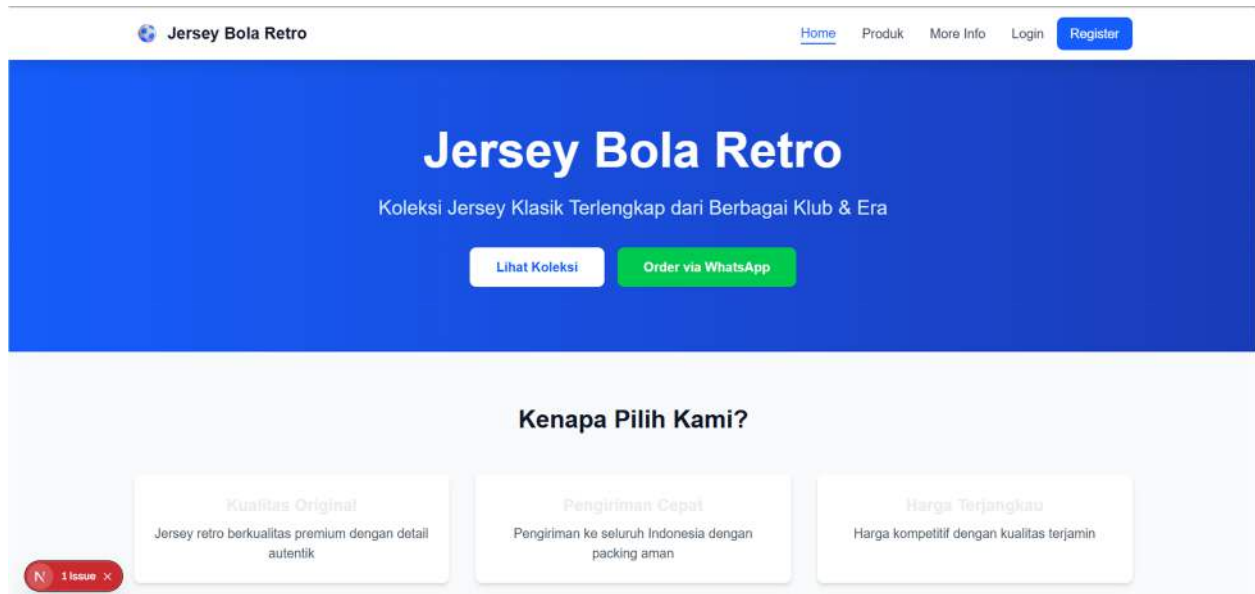 Jersey Bola Retro
Home Produk More Info Login Register
Jersey Bola Retro
Koleksi Jersey Klasik Terlengkap dari Berbagai Klub & Era
Lihat Koleksi Order via WhatsApp
Kenapa Pilih Kami?
Kualitas Original
Jersey retro berkualitas premium dengan detail
autentik
Pengiriman Cepat
Pengiriman ke seluruh Indonesia dengan
packing aman
Harga Terjangkau
Harga kompetitif dengan kualitas terjamin
N 1 Issue ×